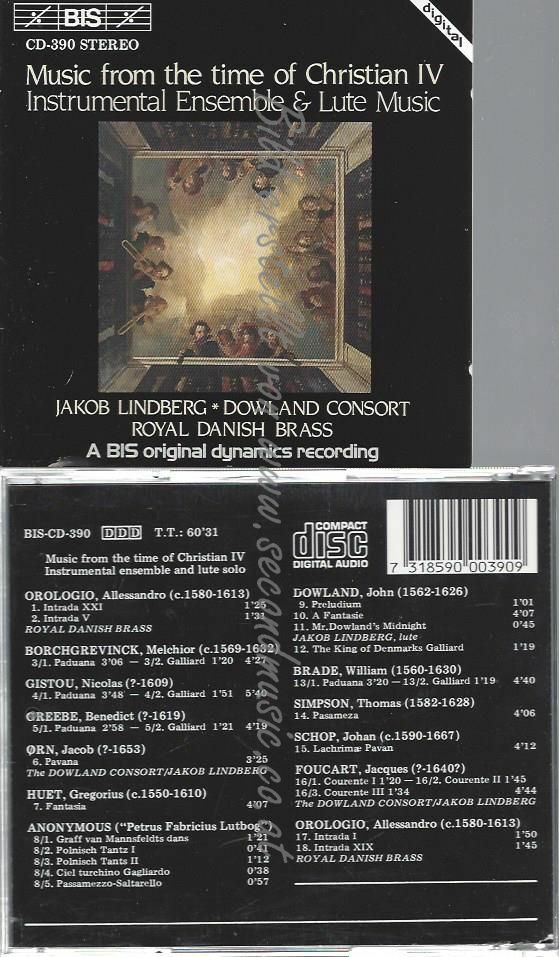 BIS
CD-390 STEREO
digital
Music from the time of Christian IV
Instrumental Ensemble & Lute Music
JAKOB LINDBERG * DOWLAND CONSORT
ROYAL DANISH BRASS
A BIS original dynamics recording
BIS-CD-390 DDD T.T.: 60'31
Music from the time of Christian IV
Instrumental ensemble and lute solo
OROLOGIO, Allessandro (c.1580-1613)
1. Intrada XXI 1'25
2. Intrada V 1'31
ROYAL DANISH BRASS
BORCHGREVINCK, Melchior (c.1569-1632)
3/1. Paduana 3'06 — 3/2. Galliard 1'20 4'27
GISTOU, Nicolas (?-1609)
4/1. Paduana 3'48 — 4/2. Galliard 1'51 5'40
GREEBE, Benedict (?-1619)
5/1. Paduana 2'58 — 5/2. Galliard 1'21 4'19
ØRN, Jacob (?-1653)
6. Pavana 3'25
The DOWLAND CONSORT/JAKOB LINDBERG
HUET, Gregorius (c.1550-1610)
7. Fantasia 4'07
ANONYMOUS ("Petrus Fabricius Lutbog")
8/1. Graff van Mannsfeldts dans 1'21
8/2. Polnisch Tantz I 0'41
8/3. Polnisch Tants II 1'12
8/4. Ciel turchino Gagliardo 0'38
8/5. Passamezzo-Saltarello 0'57
COMPACT
disc
DIGITAL AUDIO
7 318590 003909
DOWLAND, John (1562-1626)
9. Preludium 1'01
10. A Fantasie 4'07
11. Mr.Dowland's Midnight 0'45
JAKOB LINDBERG, lute
12. The King of Denmarks Galliard 1'19
BRADE, William (1560-1630)
13/1. Paduana 3'20 — 13/2. Galliard 1'19 4'40
SIMPSON, Thomas (1582-1628)
14. Pasameza 4'06
SCHOP, Johan (c.1590-1667)
15. Lachrimæ Pavan 4'12
FOUCART, Jacques (?-1640?)
16/1. Courente I 1'20 — 16/2. Courente II 1'45
16/3. Courente III 1'34 4'44
The DOWLAND CONSORT/JAKOB LINDBERG
OROLOGIO, Allessandro (c.1580-1613)
17. Intrada I 1'50
18. Intrada XIX 1'45
ROYAL DANISH BRASS